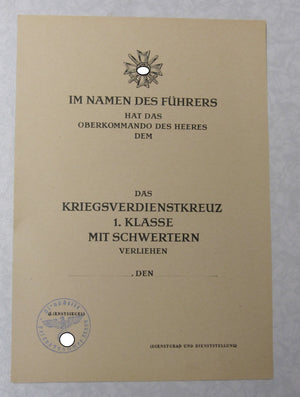 IM NAMEN DES FÜHRERS
HAT DAS
OBERKOMMANDO DES HEERES
DEM
DAS
KRIEGSVERDIENSTKREUZ
1. KLASSE
MIT SCHWERTERN
VERLIEHEN
, DEN
(DIENSTSIEGEL)
(DIENSTGRAD UND DIENSTSTELLUNG)